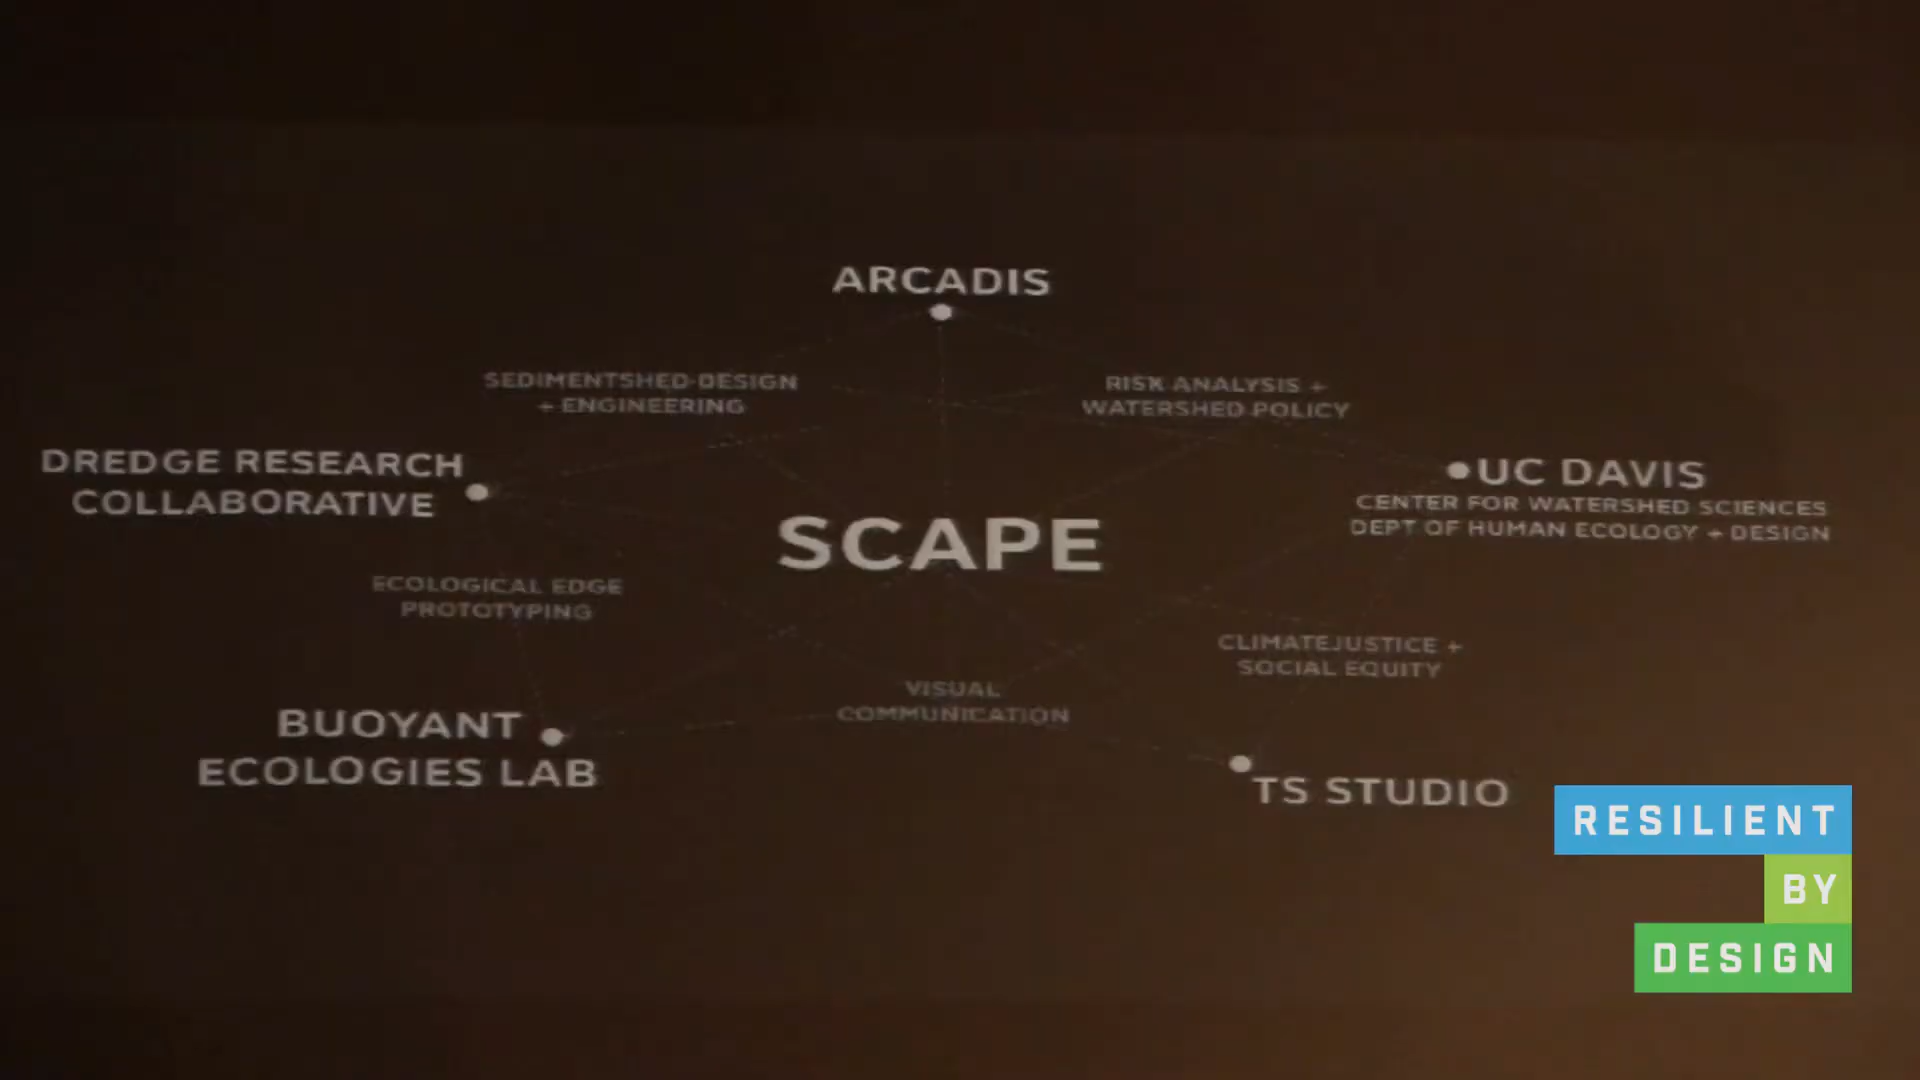 ARCADIS
SEDIMENTSHED DESIGN
+ ENGINEERING
RISK ANALYSIS +
WATERSHED POLICY
DREDGE RESEARCH
COLLABORATIVE
UC DAVIS
CENTER FOR WATERSHED SCIENCES
DEPT OF HUMAN ECOLOGY + DESIGN
SCAPE
ECOLOGICAL EDGE
PROTOTYPING
CLIMATEJUSTICE +
SOCIAL EQUITY
VISUAL
COMMUNICATION
BUOYANT
ECOLOGIES LAB
TS STUDIO
RESILIENT
BY
DESIGN